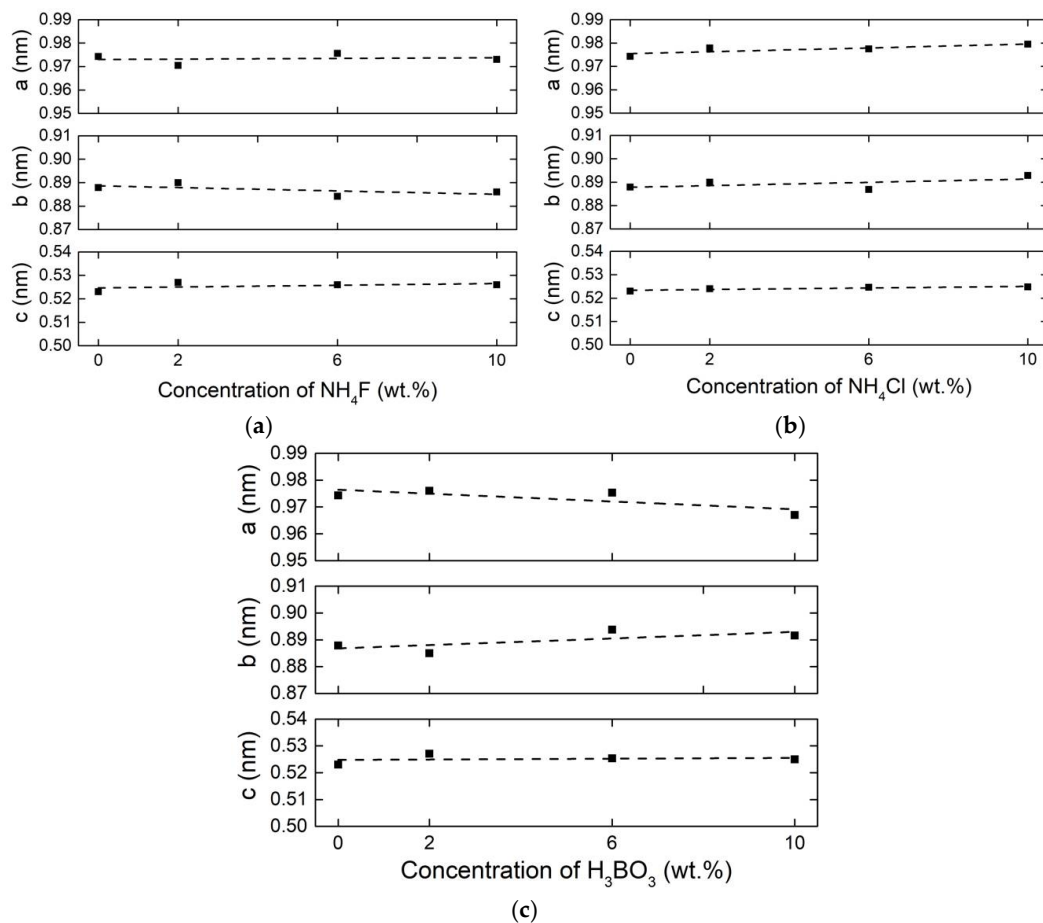 0.99
0.98
0.97
0.96
0.95
a (nm)
0.91
0.90
0.89
0.88
0.87
b (nm)
0.54
0.53
0.52
0.51
0.50
c (nm)
0 2 6 10
Concentration of NH₄F (wt.%)
(a)
0.99
0.98
0.97
0.96
0.95
a (nm)
0.91
0.90
0.89
0.88
0.87
b (nm)
0.54
0.53
0.52
0.51
0.50
c (nm)
0 2 6 10
Concentration of NH₄Cl (wt.%)
(b)
0.99
0.98
0.97
0.96
0.95
a (nm)
0.91
0.90
0.89
0.88
0.87
b (nm)
0.54
0.53
0.52
0.51
0.50
c (nm)
0 2 6 10
Concentration of H₃BO₃ (wt.%)
(c)